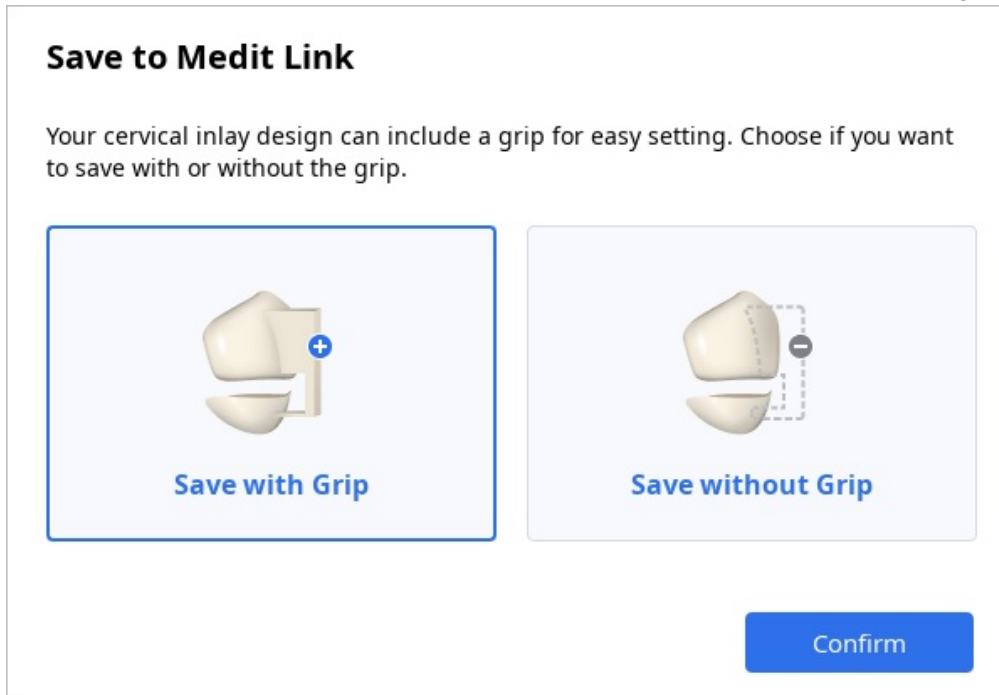 Save to Medit Link
Your cervical inlay design can include a grip for easy setting. Choose if you want
to save with or without the grip.
Save with Grip
Save without Grip
Confirm